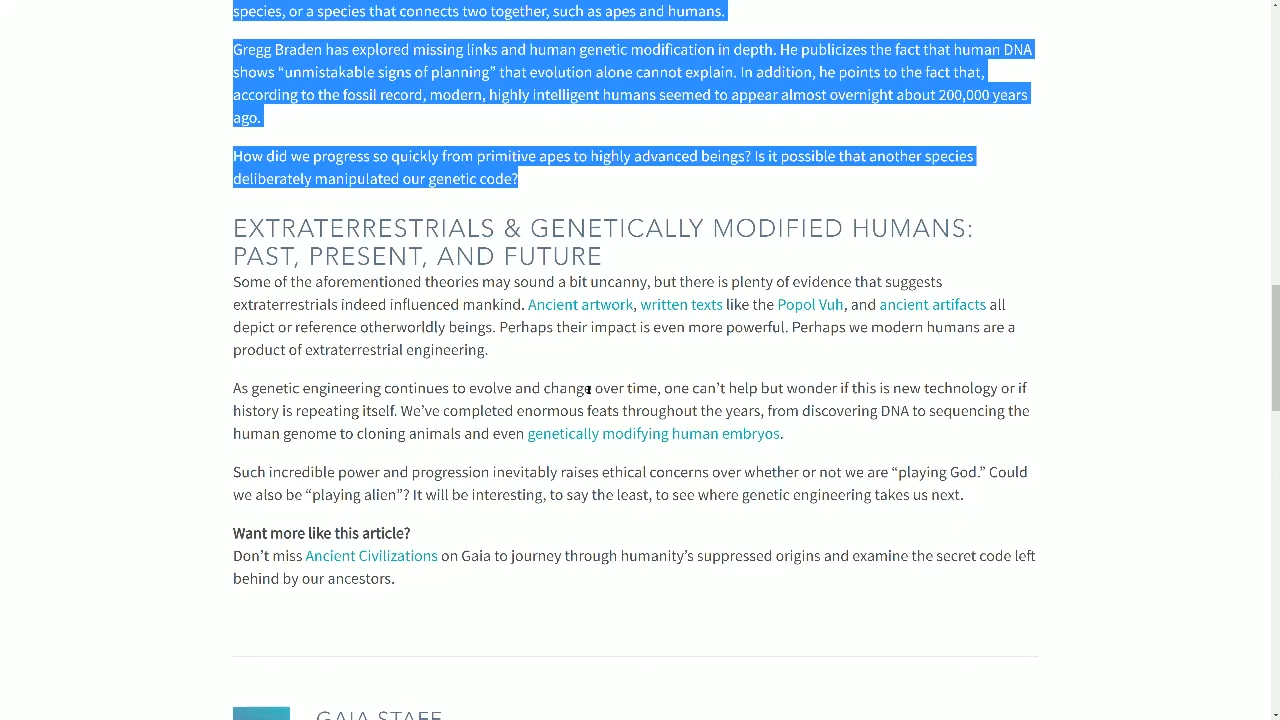 species, or a species that connects two together, such as apes and humans.
Gregg Braden has explored missing links and human genetic modification in depth. He publicizes the fact that human DNA
shows “unmistakable signs of planning” that evolution alone cannot explain. In addition, he points to the fact that,
according to the fossil record, modern, highly intelligent humans seemed to appear almost overnight about 200,000 years
ago.
How did we progress so quickly from primitive apes to highly advanced beings? Is it possible that another species
deliberately manipulated our genetic code?
EXTRATERRESTRIALS & GENETICALLY MODIFIED HUMANS:
PAST, PRESENT, AND FUTURE
Some of the aforementioned theories may sound a bit uncanny, but there is plenty of evidence that suggests
extraterrestrials indeed influenced mankind. Ancient artwork, written texts like the Popol Vuh, and ancient artifacts all
depict or reference otherworldly beings. Perhaps their impact is even more powerful. Perhaps we modern humans are a
product of extraterrestrial engineering.
As genetic engineering continues to evolve and change over time, one can’t help but wonder if this is new technology or if
history is repeating itself. We’ve completed enormous feats throughout the years, from discovering DNA to sequencing the
human genome to cloning animals and even genetically modifying human embryos.
Such incredible power and progression inevitably raises ethical concerns over whether or not we are “playing God.” Could
we also be “playing alien”? It will be interesting, to say the least, to see where genetic engineering takes us next.
Want more like this article?
Don’t miss Ancient Civilizations on Gaia to journey through humanity’s suppressed origins and examine the secret code left
behind by our ancestors.
GAIA STAFF